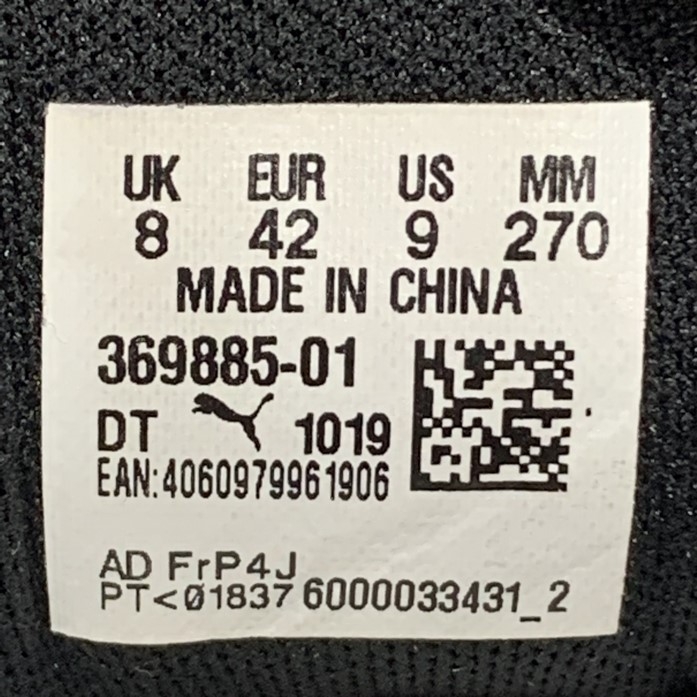 UK EUR US MM
8 42 9 270
MADE IN CHINA
369885-01
DT 1019
EAN:4060979961906
AD FrP4J
PT<Ø1837 6000033431_2